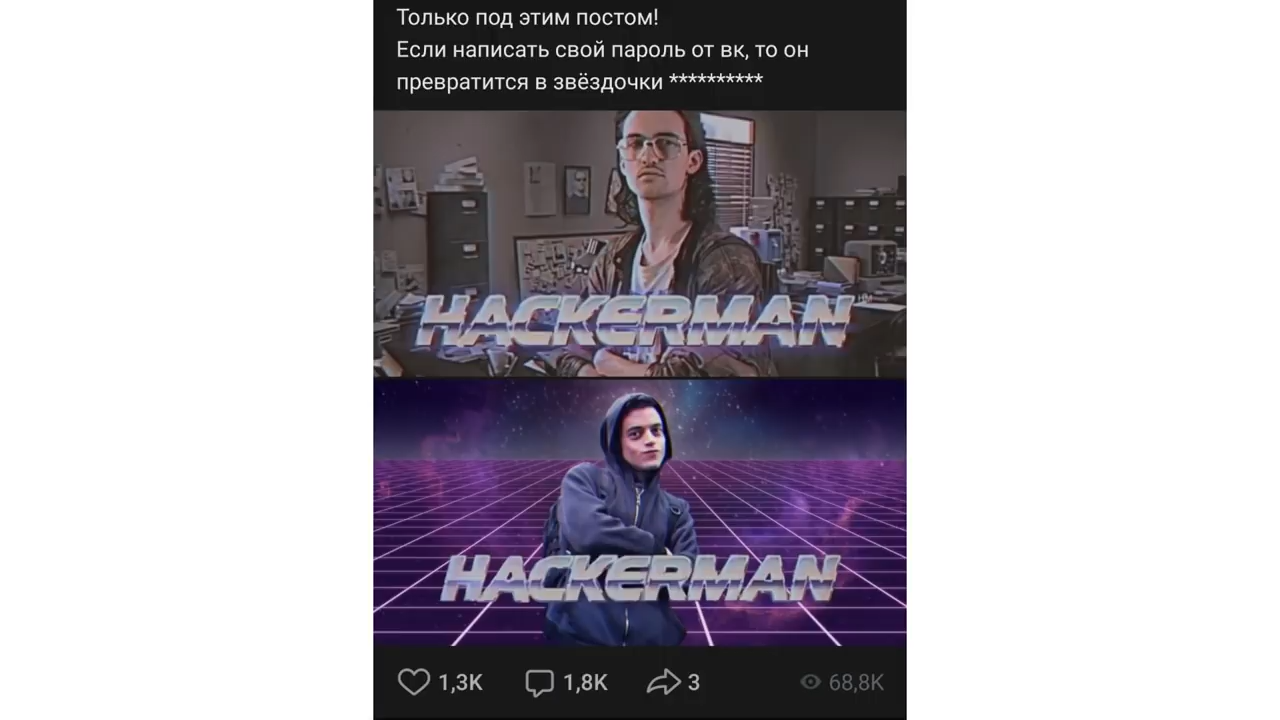 Только под этим постом!
Если написать свой пароль от вк, то он
превратится в звёздочки **********
HACKERMAN
HACKERMAN
1,3K 1,8K 3 68,8K